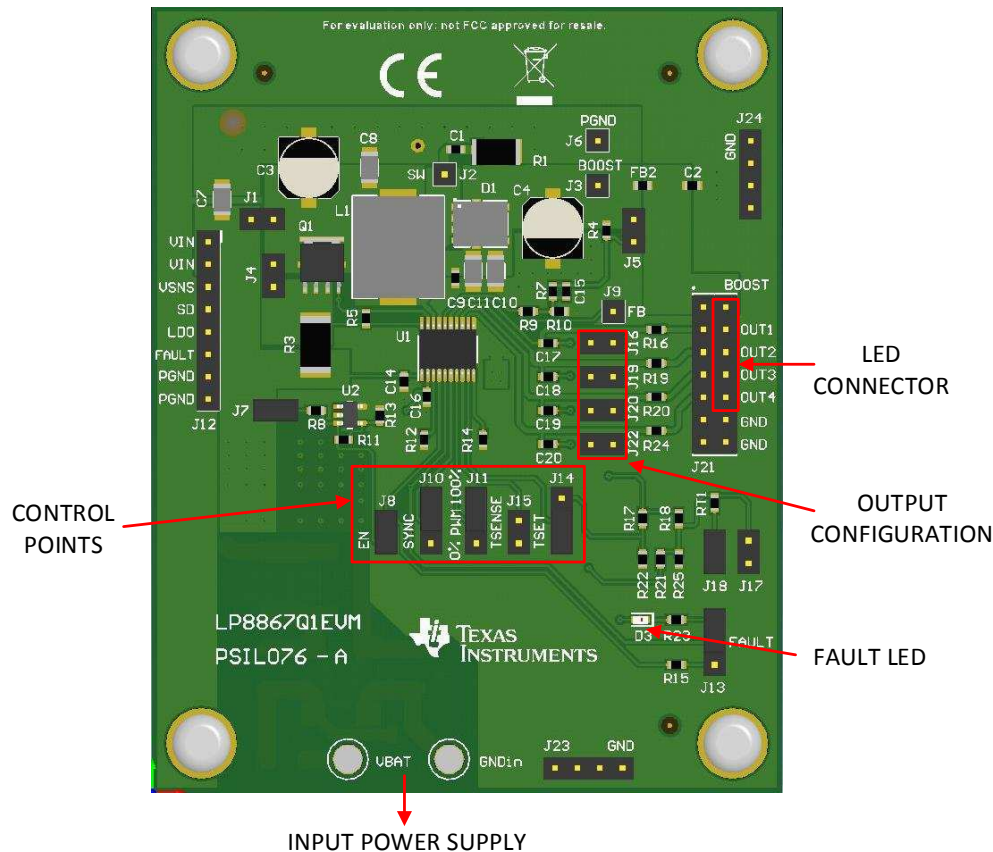 For evaluation only; not FCC approved for resale.
CE
J24
GND
PGND
J6
C8
C1
R1
C3
SW
J2
BOOST
J3
FB2
C2
C7
J1
L1
D1
C4
Q1
R4
J5
VIN
VIN
VSNS
SD
LDO
FAULT
PGND
PGND
J12
J4
R3
R5
C9
C11
C10
R7
C15
J9
FB
R9
R10
U1
BOOST
OUT1
OUT2
OUT3
OUT4
GND
GND
J21
C17
J16
R16
C18
J19
R19
C19
J20
R20
C20
J22
R24
C14
C16
U2
J7
R8
R13
R11
R12
R14
LED
CONNECTOR
OUTPUT
CONFIGURATION
CONTROL
POINTS
EN
J8
SYNC
J10
0% PWM 100%
J11
TSENSE
J15
TSET
J14
R17
R18
RT1
R22
R21
R25
J18
J17
D3
R23
FAULT
R15
J13
FAULT LED
LP8867Q1EVM
PSIL076 - A
TEXAS
INSTRUMENTS
VBAT
GNDin
J23
GND
INPUT POWER SUPPLY